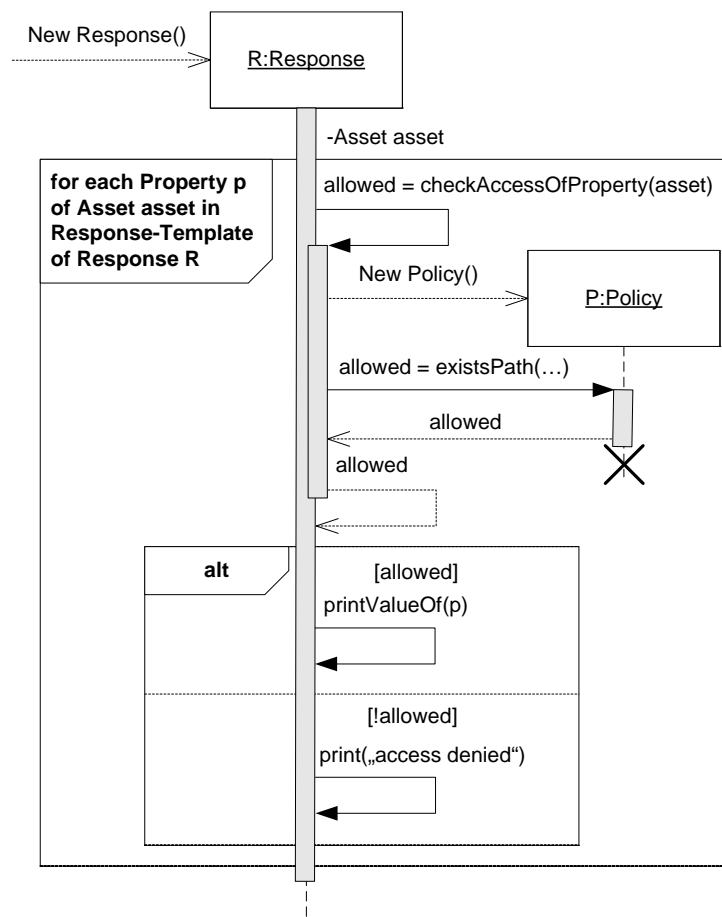 New Response()
R:Response
-Asset asset
for each Property p
of Asset asset in
Response-Template
of Response R
allowed = checkAccessOfProperty(asset)
New Policy()
P:Policy
allowed = existsPath(…)
allowed
allowed
alt
[allowed]
printValueOf(p)
[!allowed]
print(„access denied“)